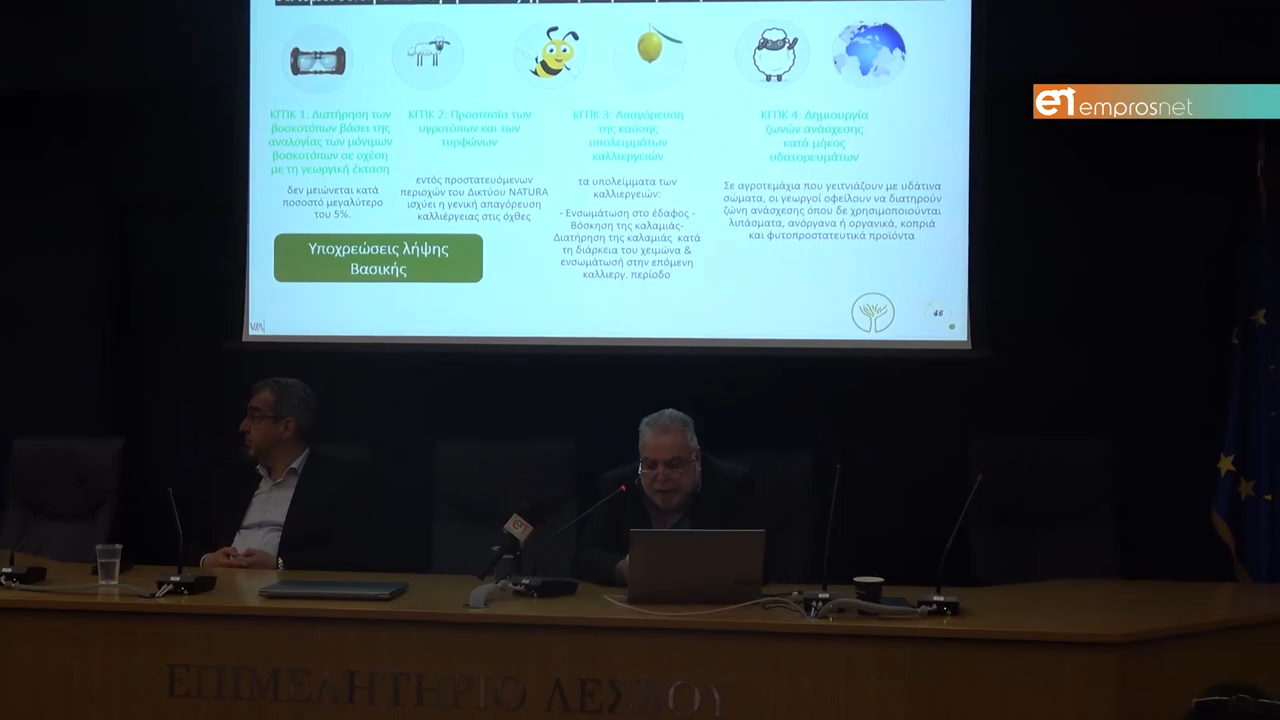 ΚΓΠΚ 1: Διατήρηση των
βοσκοτόπων βάσει της
αναλογίας των μόνιμων
βοσκοτόπων σε σχέση
με τη γεωργική έκταση
δεν μειώνεται κατά
ποσοστό μεγαλύτερο
του 5%.
Υποχρεώσεις λήψης
Βασικής
ΚΓΠΚ 2: Προστασία των
υγροτόπων και των
τυρφώνων
εντός προστατευόμενων
περιοχών του Δικτύου NATURA
ισχύει η γενική απαγόρευση
καλλιέργειας στις όχθες
ΚΓΠΚ 3: Απαγόρευση
της καύσης
υπολειμμάτων
καλλιεργειών
τα υπολείμματα των
καλλιεργειών:
- Ενσωμάτωση στο έδαφος -
Βόσκηση της καλαμιάς-
Διατήρηση της καλαμιάς κατά
τη διάρκεια του χειμώνα &
ενσωμάτωσή στην επόμενη
καλλιεργ. περίοδο
ΚΓΠΚ 4: Δημιουργία
ζωνών ανάσχεσης
κατά μήκος
υδατορευμάτων
Σε αγροτεμάχια που γειτνιάζουν με υδάτινα
σώματα, οι γεωργοί οφείλουν να διατηρούν
ζώνη ανάσχεσης όπου δε χρησιμοποιούνται
λιπάσματα, ανόργανα ή οργανικά, κοπριά
και φυτοπροστατευτικά προϊόντα
46
emprosnet
ΕΠΙΜΕΛΗΤΗΡΙΟ ΛΕΣΒΟΥ